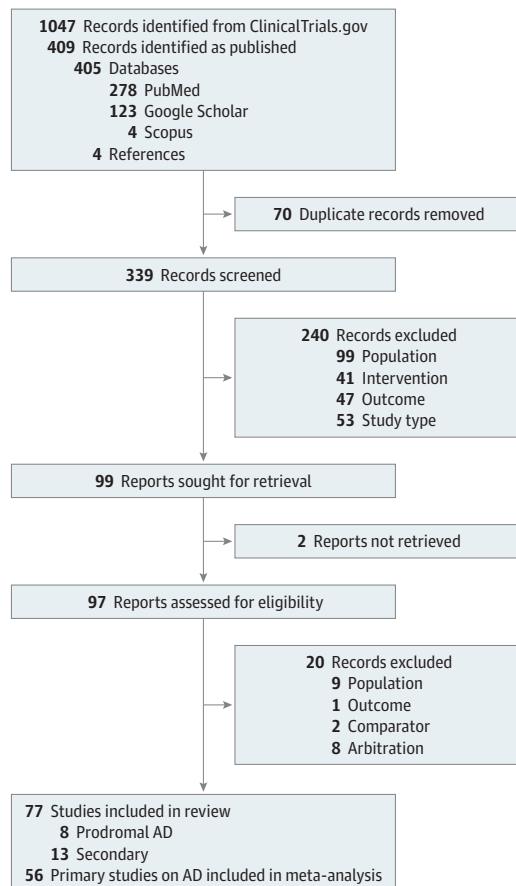 1047 Records identified from ClinicalTrials.gov
409 Records identified as published
405 Databases
278 PubMed
123 Google Scholar
4 Scopus
4 References
70 Duplicate records removed
339 Records screened
240 Records excluded
99 Population
41 Intervention
47 Outcome
53 Study type
99 Reports sought for retrieval
2 Reports not retrieved
97 Reports assessed for eligibility
20 Records excluded
9 Population
1 Outcome
2 Comparator
8 Arbitration
77 Studies included in review
8 Prodromal AD
13 Secondary
56 Primary studies on AD included in meta-analysis